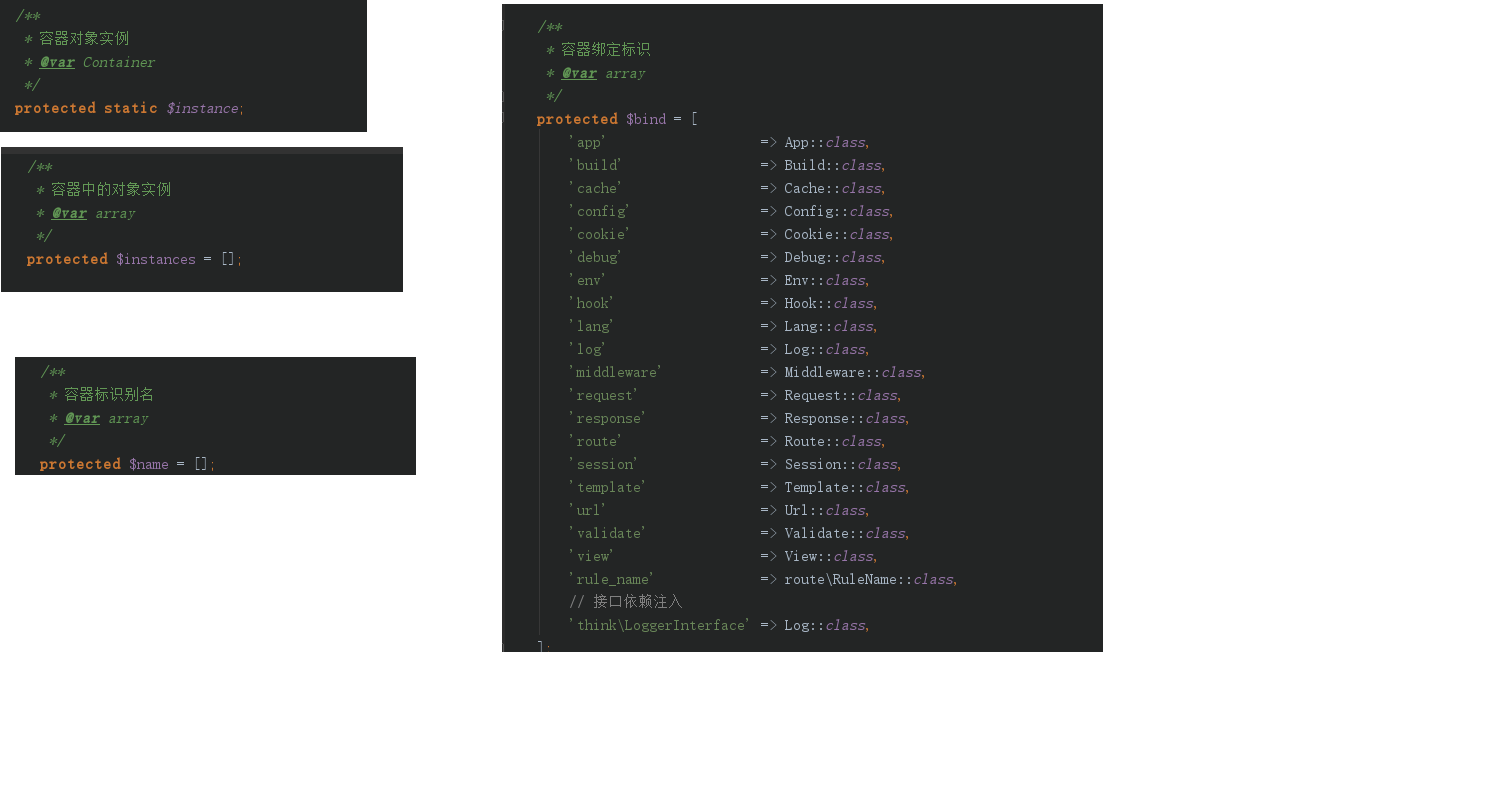 /**
* 容器对象实例
* @var Container
*/
protected static $instance;
/**
* 容器中的对象实例
* @var array
*/
protected $instances = [];
/**
* 容器标识别名
* @var array
*/
protected $name = [];
/**
* 容器绑定标识
* @var array
*/
protected $bind = [
'app' => App::class,
'build' => Build::class,
'cache' => Cache::class,
'config' => Config::class,
'cookie' => Cookie::class,
'debug' => Debug::class,
'env' => Env::class,
'hook' => Hook::class,
'lang' => Lang::class,
'log' => Log::class,
'middleware' => Middleware::class,
'request' => Request::class,
'response' => Response::class,
'route' => Route::class,
'session' => Session::class,
'template' => Template::class,
'url' => Url::class,
'validate' => Validate::class,
'view' => View::class,
'rule_name' => route\RuleName::class,
// 接口依赖注入
'think\LoggerInterface' => Log::class,
];